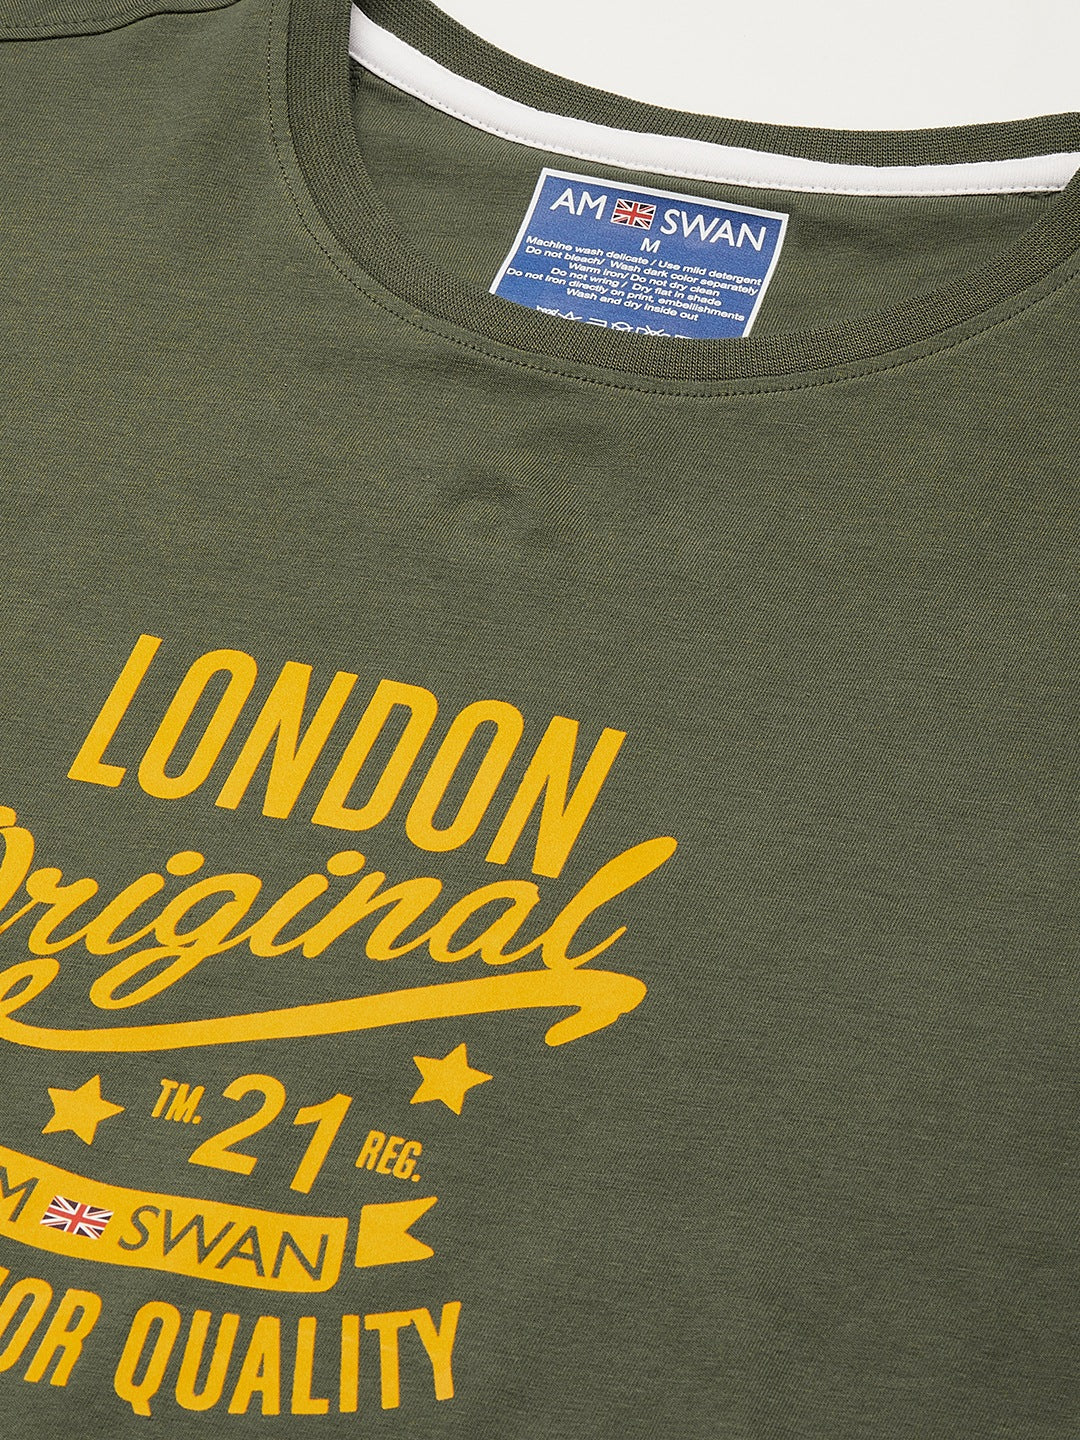 AM SWAN
M
Machine wash delicate / Use mild detergent
Do not bleach/ Wash dark color separately
Warm iron/ Do not dry clean
Do not wring / Dry flat in shade
Do not iron directly on print, embellishments
Wash and dry inside out
LONDON
Original
TM. 21 REG.
M SWAN
OR QUALITY